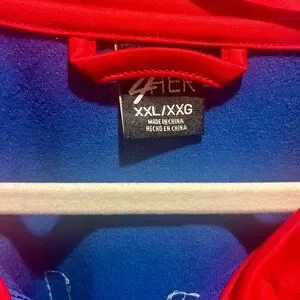 4HER
XXL/XXG
MADE IN CHINA
HECHO EN CHINA